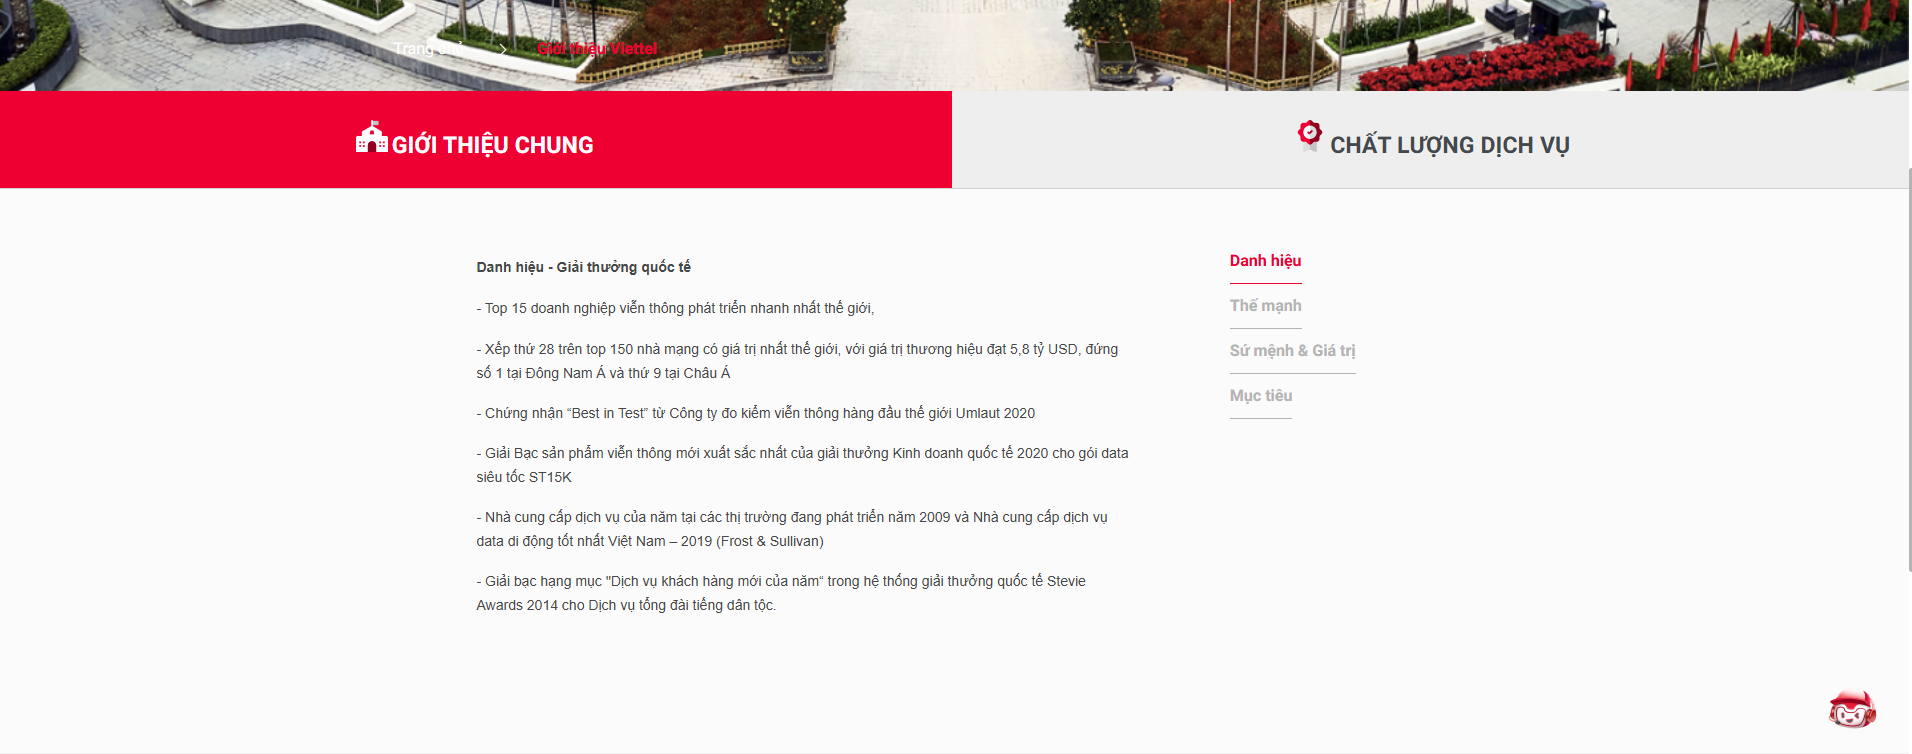 Trang chủ > Giới thiệu Viettel
GIỚI THIỆU CHUNG
CHẤT LƯỢNG DỊCH VỤ
Danh hiệu - Giải thưởng quốc tế
- Top 15 doanh nghiệp viễn thông phát triển nhanh nhất thế giới,
- Xếp thứ 28 trên top 150 nhà mạng có giá trị nhất thế giới, với giá trị thương hiệu đạt 5,8 tỷ USD, đứng
số 1 tại Đông Nam Á và thứ 9 tại Châu Á
- Chứng nhận “Best in Test” từ Công ty đo kiểm viễn thông hàng đầu thế giới Umlaut 2020
- Giải Bạc sản phẩm viễn thông mới xuất sắc nhất của giải thưởng Kinh doanh quốc tế 2020 cho gói data
siêu tốc ST15K
- Nhà cung cấp dịch vụ của năm tại các thị trường đang phát triển năm 2009 và Nhà cung cấp dịch vụ
data di động tốt nhất Việt Nam – 2019 (Frost & Sullivan)
- Giải bạc hạng mục "Dịch vụ khách hàng mới của năm“ trong hệ thống giải thưởng quốc tế Stevie
Awards 2014 cho Dịch vụ tổng đài tiếng dân tộc.
Danh hiệu
Thế mạnh
Sứ mệnh & Giá trị
Mục tiêu